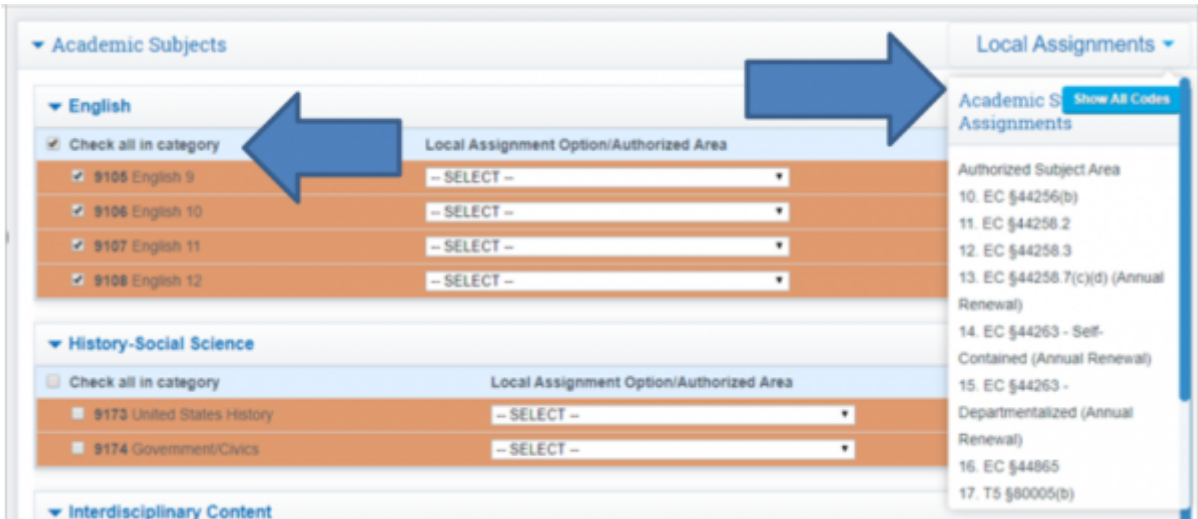 Academic Subjects
Local Assignments
English
Check all in category
Local Assignment Option/Authorized Area
9105 English 9
-- SELECT --
9106 English 10
-- SELECT --
9107 English 11
-- SELECT --
9108 English 12
-- SELECT --
History-Social Science
Check all in category
Local Assignment Option/Authorized Area
9173 United States History
-- SELECT --
9174 Government/Civics
-- SELECT --
Interdisciplinary Content
Academic S
Show All Codes
Assignments
Authorized Subject Area
10. EC §44256(b)
11. EC §44258.2
12. EC §44258.3
13. EC §44258.7(c)(d) (Annual
Renewal)
14. EC §44263 - Self-
Contained (Annual Renewal)
15. EC §44263 -
Departmentalized (Annual
Renewal)
16. EC §44865
17. T5 §80005(b)